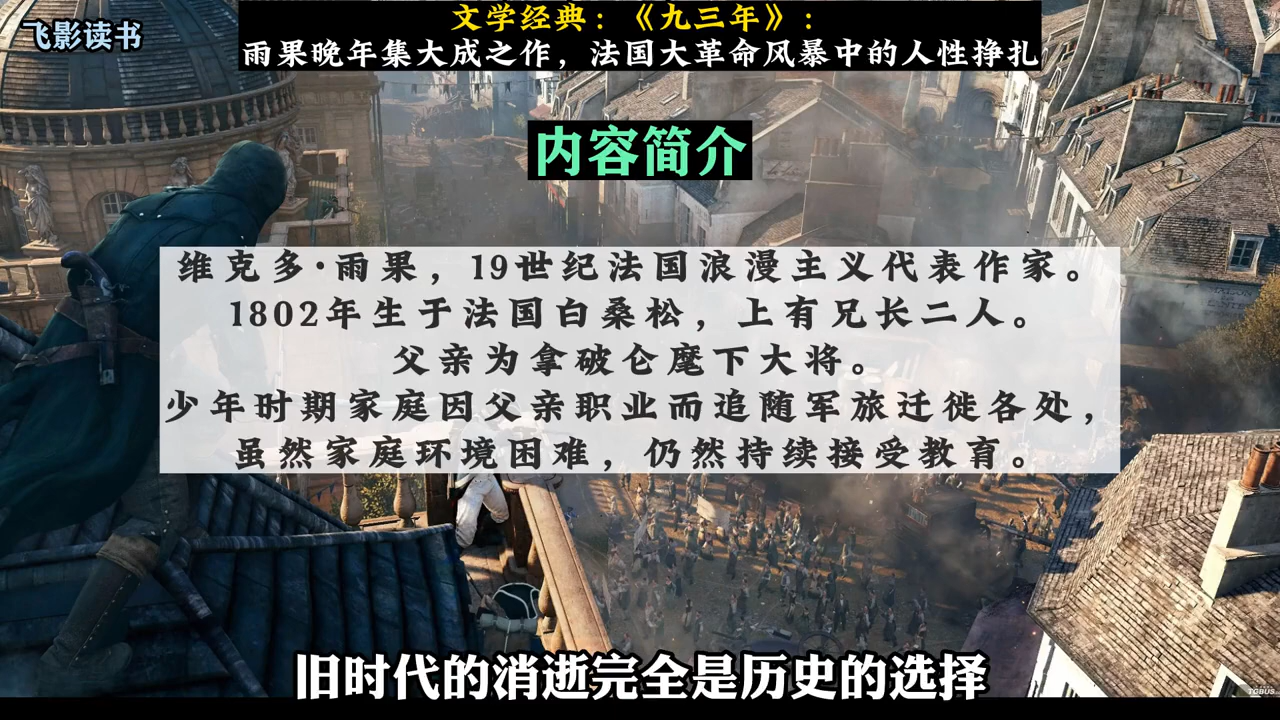 飞影读书
文学经典：《九三年》：
雨果晚年集大成之作，法国大革命风暴中的人性挣扎
内容简介
维克多·雨果，19世纪法国浪漫主义代表作家。
1802年生于法国白桑松，上有兄长二人。
父亲为拿破仑麾下大将。
少年时期家庭因父亲职业而追随军旅迁徙各处，
虽然家庭环境困难，仍然持续接受教育。
旧时代的消逝完全是历史的选择
TGBUS